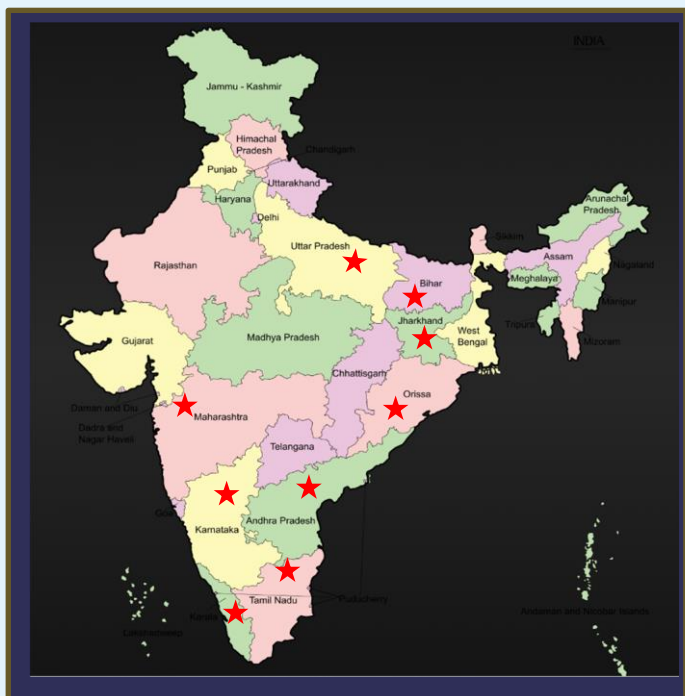 INDIA
Jammu - Kashmir
Himachal
Pradesh
Chandigarh
Punjab
Uttarakhand
Haryana
Delhi
Arunachal
Pradesh
Sikkim
Uttar Pradesh
Assam
Rajasthan
Nagaland
Bihar
Meghalaya
Manipur
Jharkhand
Tripura
West
Bengal
Gujarat
Madhya Pradesh
Mizoram
Chhattisgarh
Orissa
Daman and Diu
Maharashtra
Dadra and
Nagar Haveli
Telangana
Goa
Andhra Pradesh
Karnataka
Tamil Nadu
Puducherry
Andaman and Nicobar Islands
Kerala
Lakshadweep